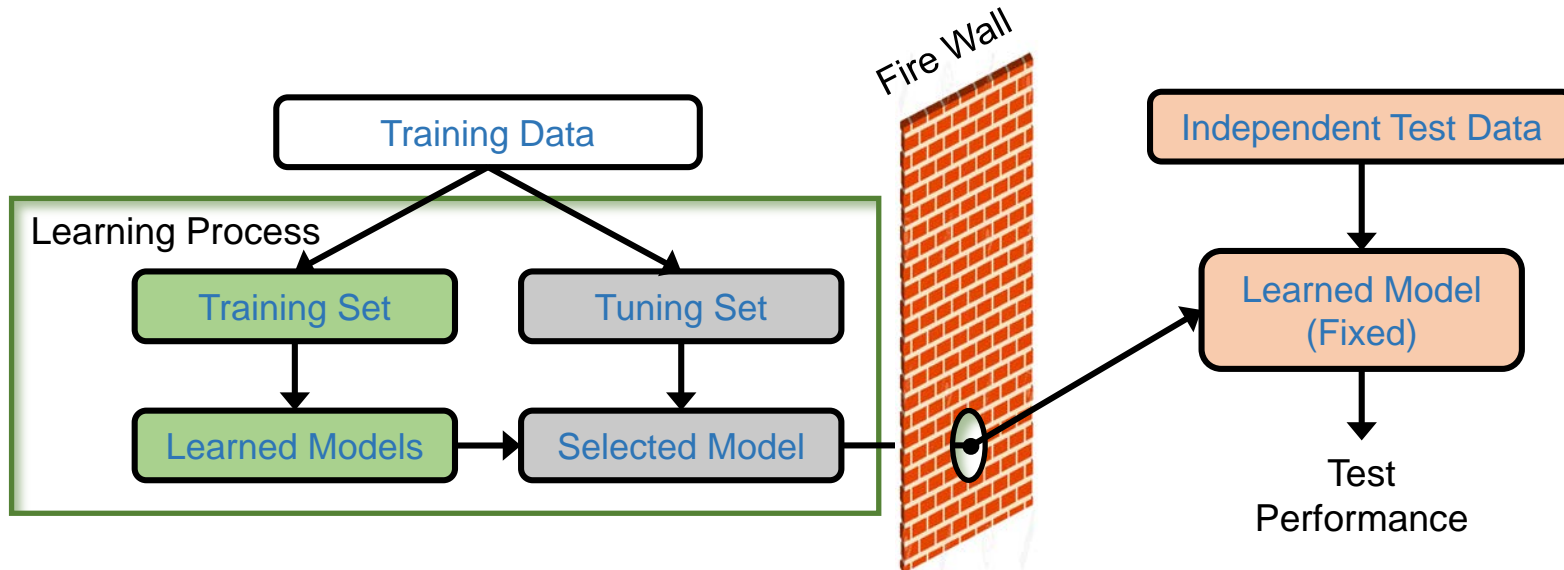 Fire Wall
Training Data
Independent Test Data
Learning Process
Training Set
Tuning Set
Learned Model
(Fixed)
Learned Models
Selected Model
Test
Performance